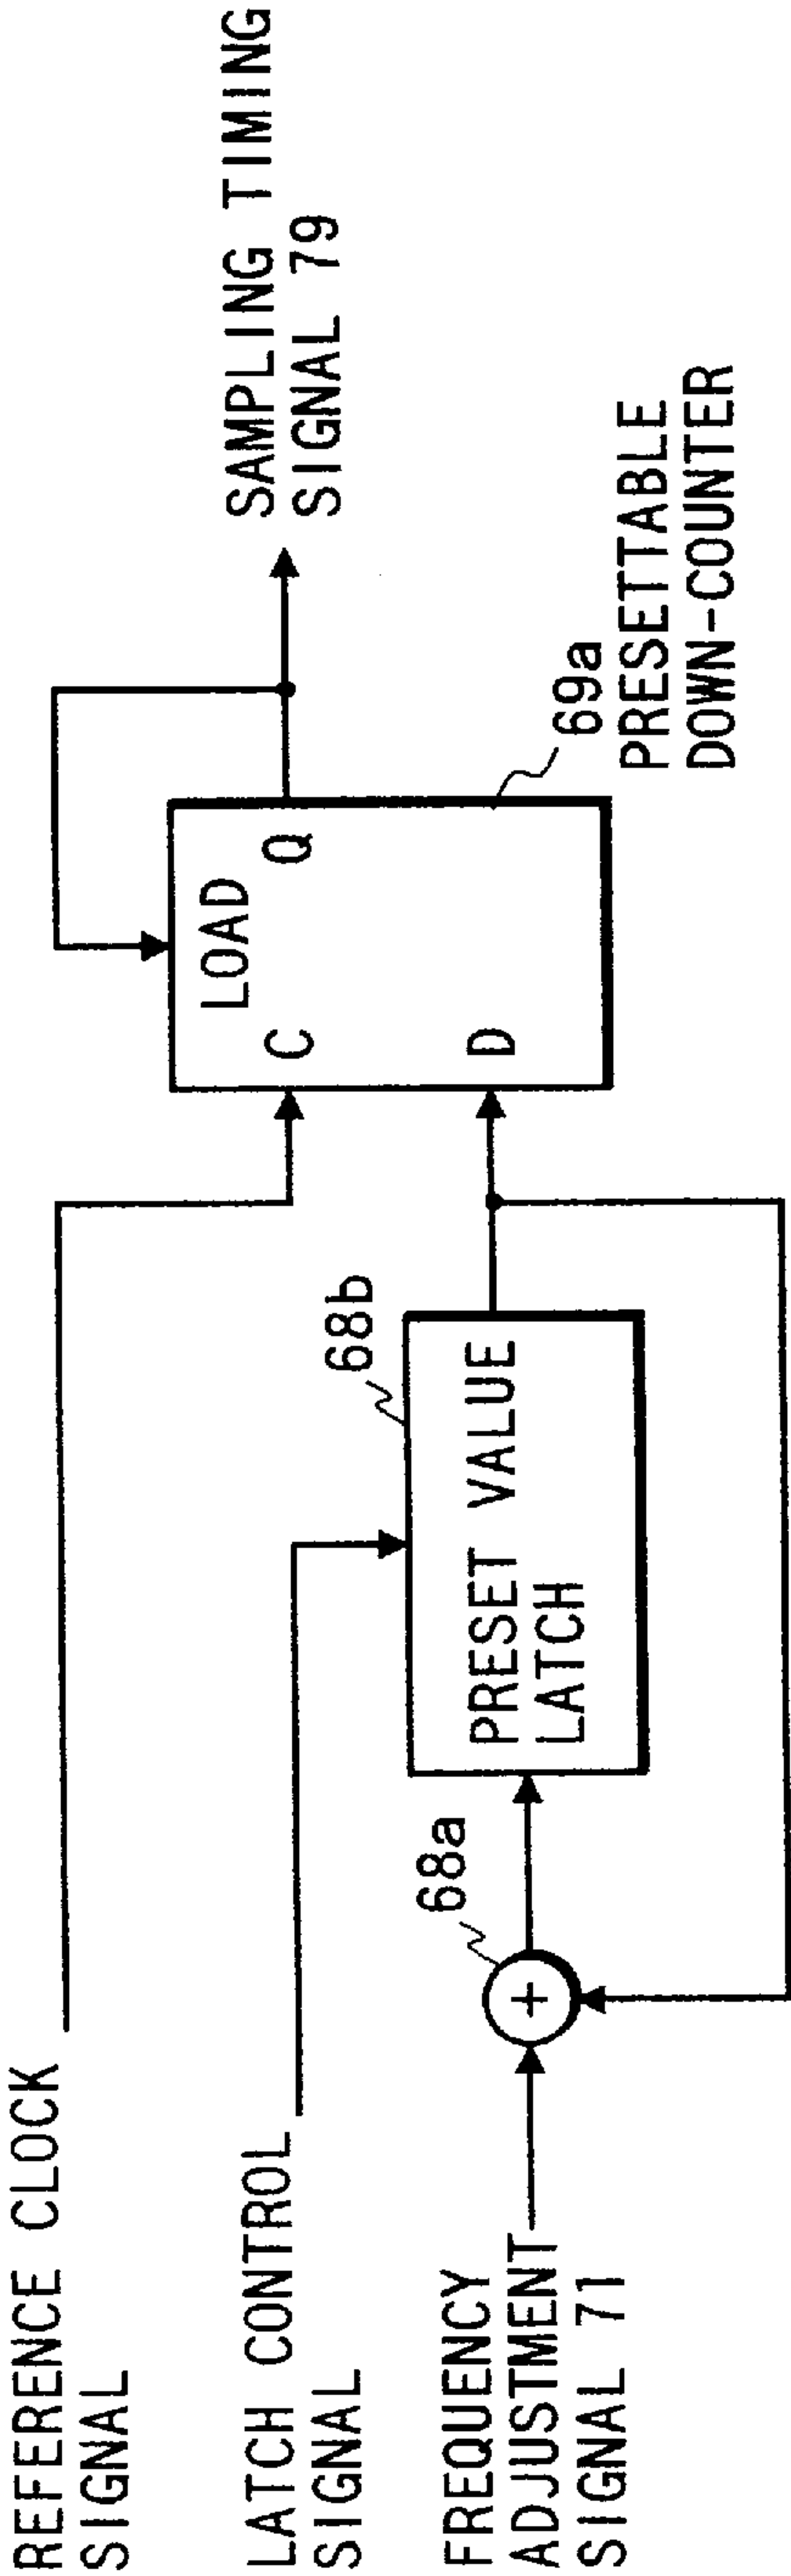 REFERENCE CLOCK
SIGNAL
LATCH CONTROL
SIGNAL
FREQUENCY
ADJUSTMENT
SIGNAL 71
+
68a
68b
PRESET VALUE
LATCH
LOAD
C
Q
D
69a
PRESETTABLE
DOWN-COUNTER
SAMPLING TIMING
SIGNAL 79